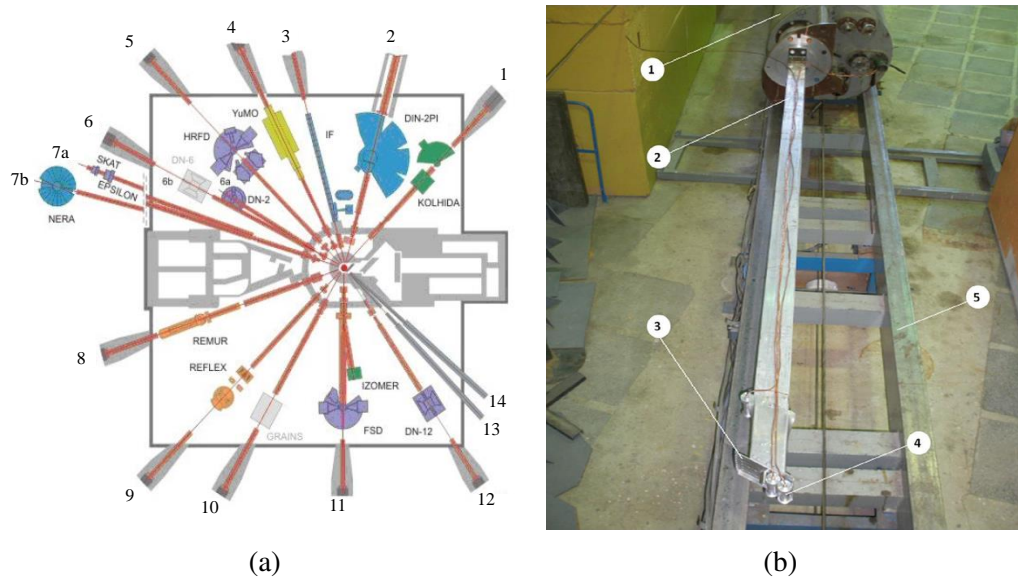 5
4
3
2
1
6
7a
7b
YuMO
HRFD
IF
DIN-2PI
DN-6
6a
6b
SKAT
EPSILON
DN-2
KOLHIDA
NERA
8
REMUR
REFLEX
IZOMER
14
13
GRAINS
FSD
DN-12
9
10
11
12
(a)
1
2
3
5
4
(b)